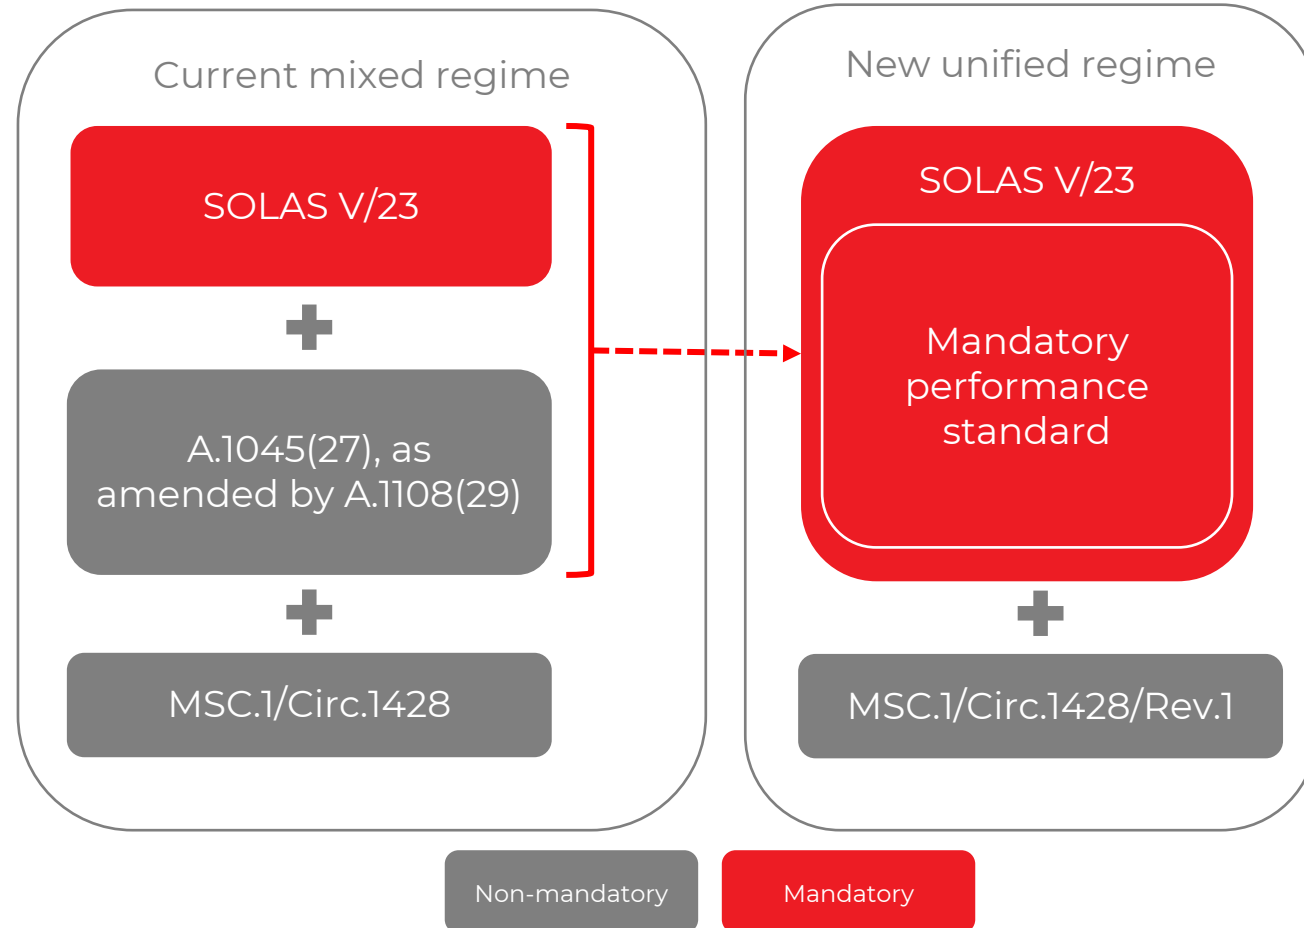 Current mixed regime
SOLAS V/23
A.1045(27), as
amended by A.1108(29)
MSC.1/Circ.1428
New unified regime
SOLAS V/23
Mandatory
performance
standard
MSC.1/Circ.1428/Rev.1
Non-mandatory
Mandatory